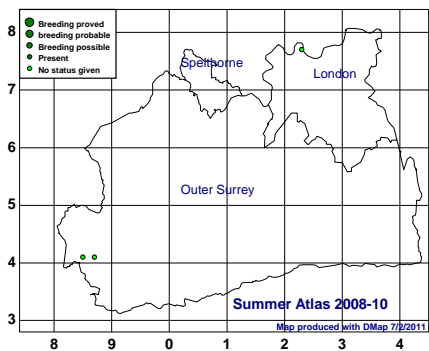 Breeding proved
breeding probable
Breeding possible
Present
No status given
8
7
6
5
4
3
Spelthorne
London
Outer Surrey
Summer Atlas 2008-10
Map produced with DMap 7/2/2011
8 9 0 1 2 3 4